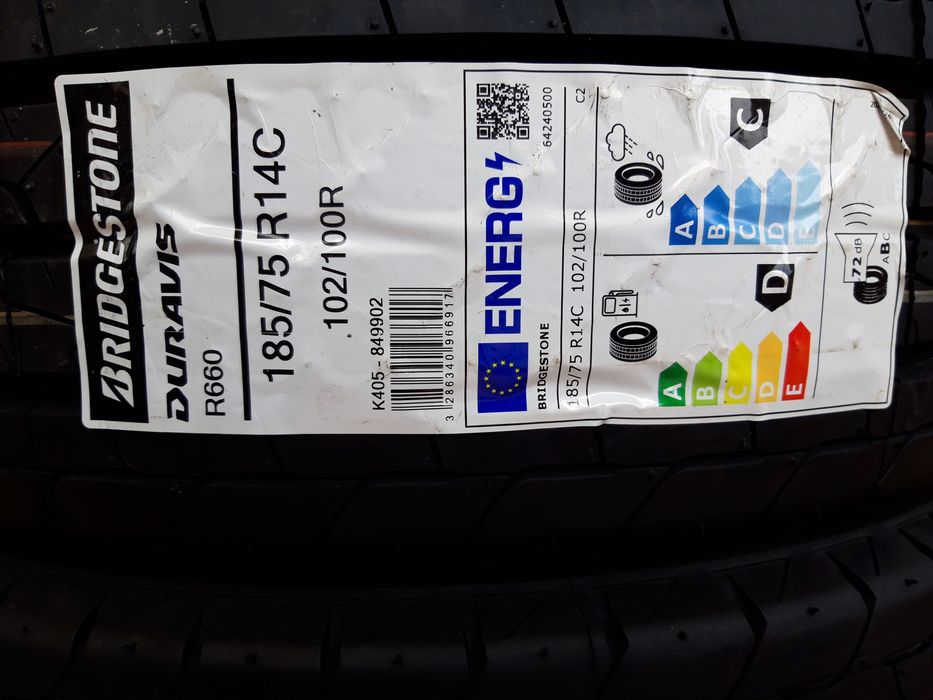 BRIDGESTONE
DURAVIS
R660
185/75 R14C
102/100R
K405 - 849902
3 286340 966917
ENERG
64240500
BRIDGESTONE
185/75 R14C 102/100R
C2
D
A
B
C
D
E
C
A
B
C
D
E
72 dB
ABC